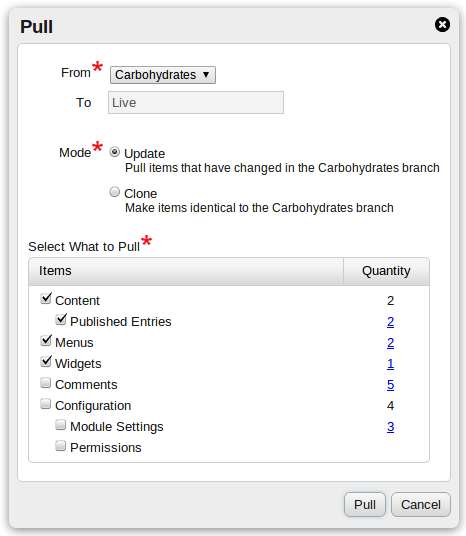 Pull
From* Carbohydrates
To Live
Mode* Update
Pull items that have changed in the Carbohydrates branch
Clone
Make items identical to the Carbohydrates branch
Select What to Pull*
Items Quantity
Content 2
Published Entries 2
Menus 2
Widgets 1
Comments 5
Configuration 4
Module Settings 3
Permissions
Pull Cancel